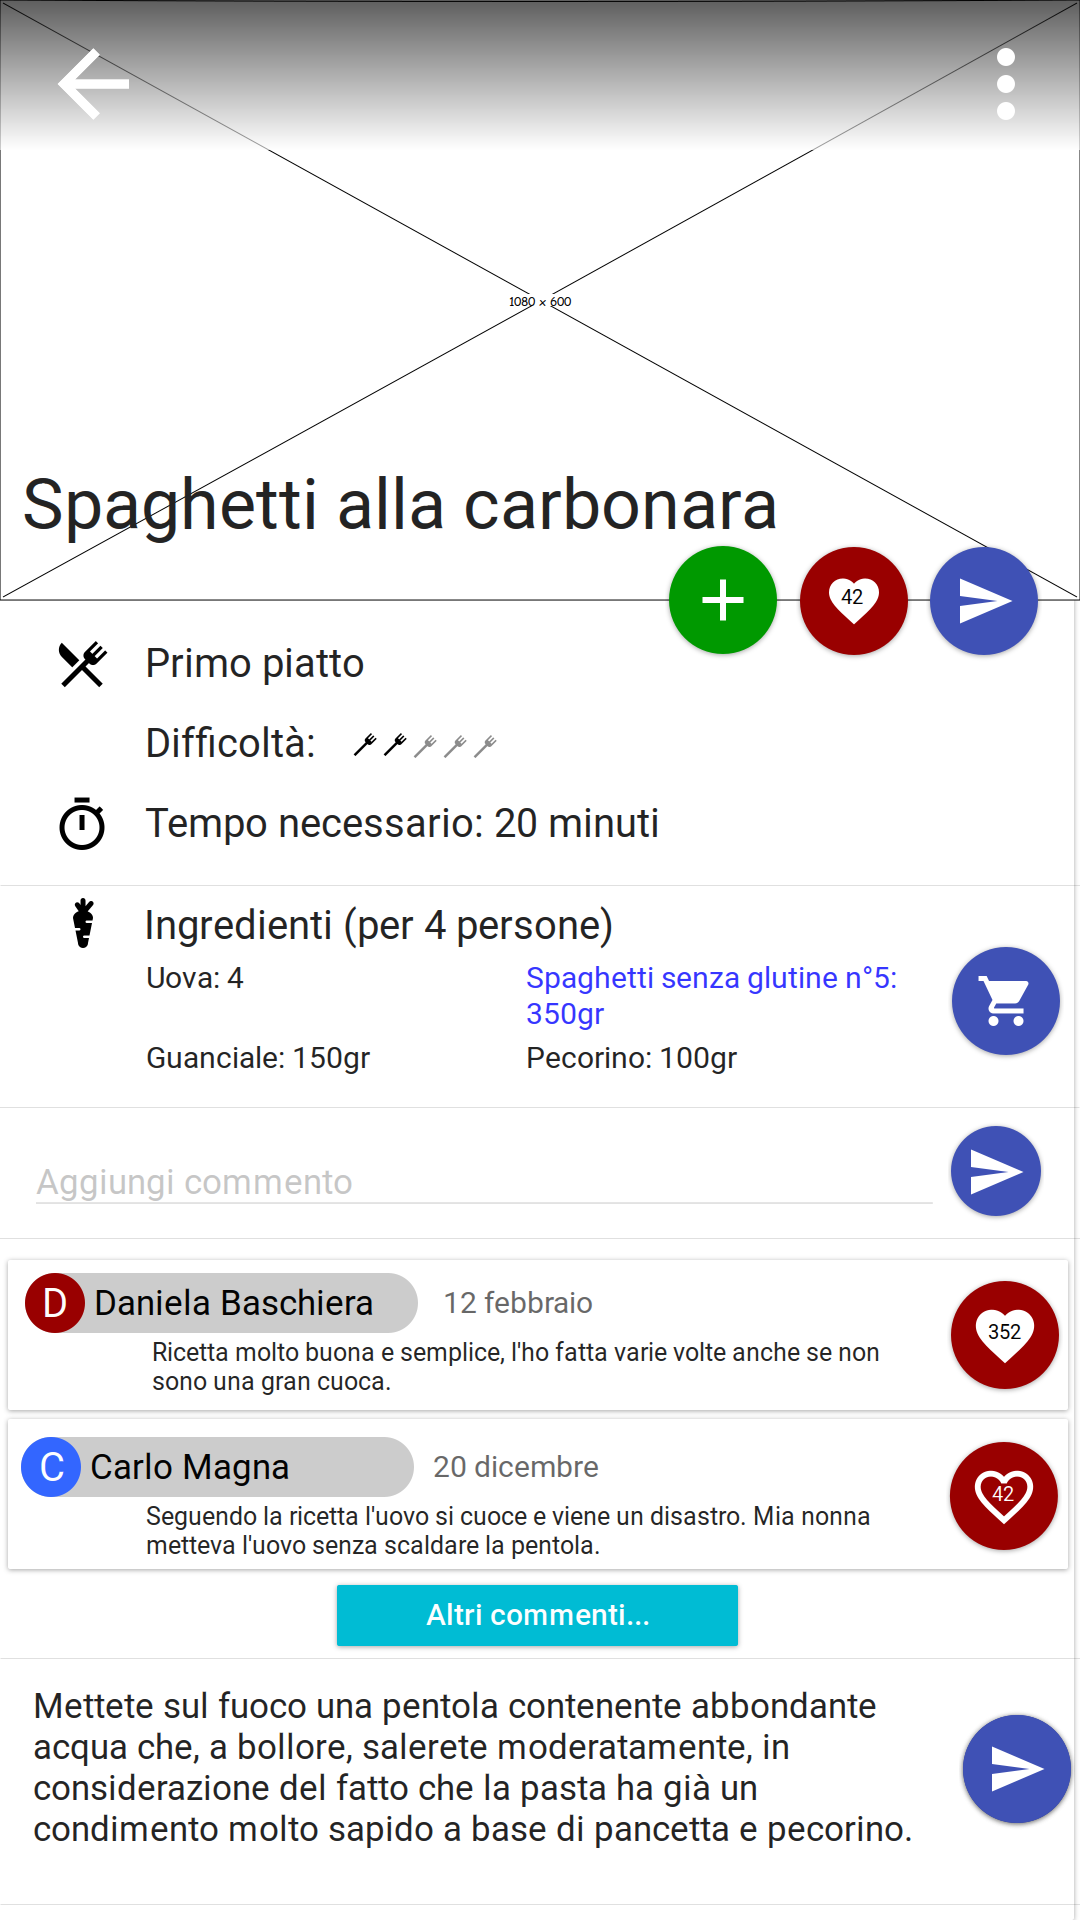 1080 × 600
Spaghetti alla carbonara
42
Primo piatto
Difficoltà:
Tempo necessario: 20 minuti
Ingredienti (per 4 persone)
Uova: 4
Spaghetti senza glutine n°5:
350gr
Guanciale: 150gr
Pecorino: 100gr
Aggiungi commento
D Daniela Baschiera 12 febbraio
Ricetta molto buona e semplice, l'ho fatta varie volte anche se non
sono una gran cuoca.
352
C Carlo Magna 20 dicembre
Seguendo la ricetta l'uovo si cuoce e viene un disastro. Mia nonna
metteva l'uovo senza scaldare la pentola.
42
Altri commenti...
Mettete sul fuoco una pentola contenente abbondante
acqua che, a bollore, salerete moderatamente, in
considerazione del fatto che la pasta ha già un
condimento molto sapido a base di pancetta e pecorino.